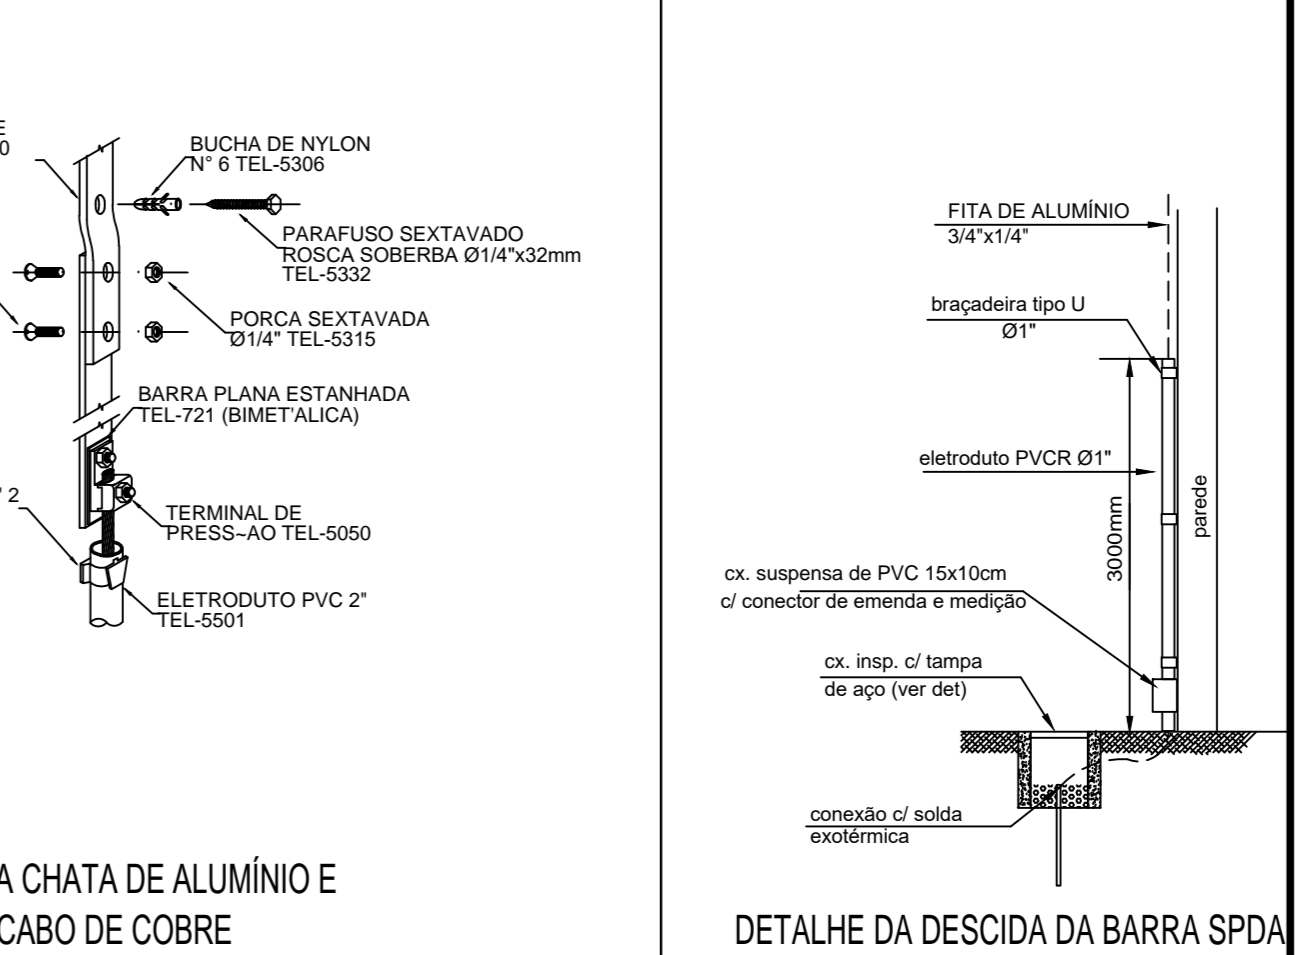 E
0
BUCHA DE NYLON
N° 6 TEL-5306
PARAFUSO SEXTAVADO
ROSCA SOBERBA Ø1/4"x32mm
TEL-5332
PORCA SEXTAVADA
Ø1/4" TEL-5315
BARRA PLANA ESTANHADA
TEL-721 (BIMET'ALICA)
2
TERMINAL DE
PRESS~AO TEL-5050
ELETRODUTO PVC 2"
TEL-5501
A CHATA DE ALUMÍNIO E
CABO DE COBRE
FITA DE ALUMÍNIO
3/4"x1/4"
braçadeira tipo U
Ø1"
eletroduto PVCR Ø1"
3000mm
parede
cx. suspensa de PVC 15x10cm
c/ conector de emenda e medição
cx. insp. c/ tampa
de aço (ver det)
conexão c/ solda
exotérmica
DETALHE DA DESCIDA DA BARRA SPDA